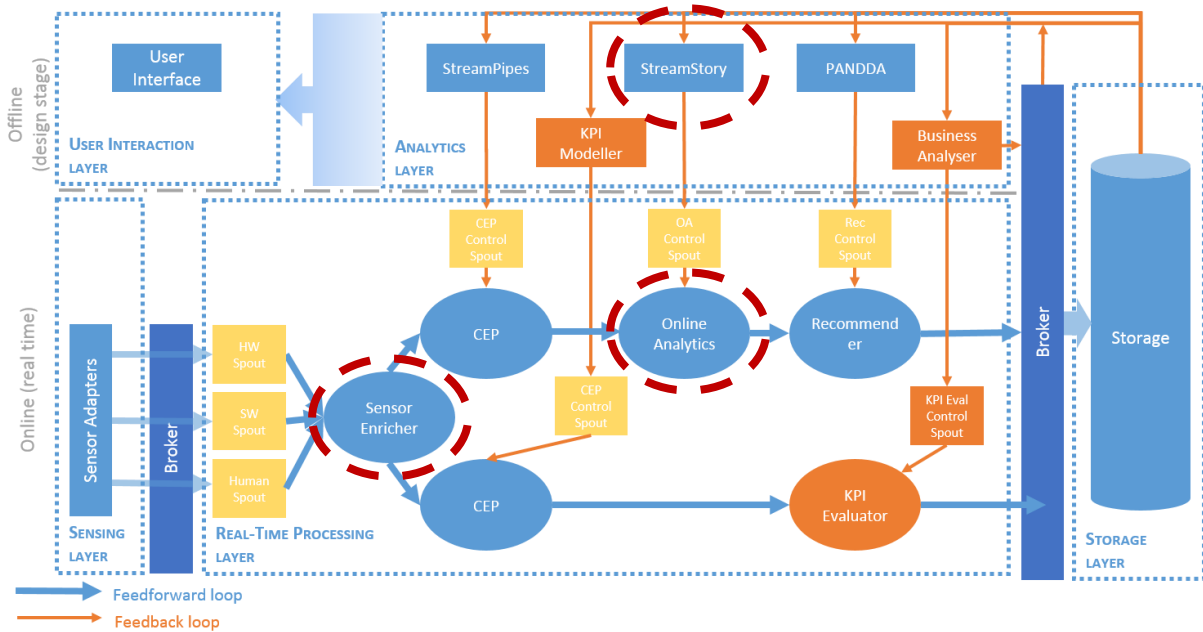 Offline
(design stage)
User
Interface
USER INTERACTION
LAYER
StreamPipes
StreamStory
PANDDA
KPI
Modeller
Business
Analyser
ANALYTICS
LAYER
Online (real time)
CEP
Control
Spout
OA
Control
Spout
Rec
Control
Spout
CEP
Online
Analytics
Recommend
er
Sensor Adapters
Broker
HW
Spout
SW
Spout
Human
Spout
Sensor
Enricher
CEP
Control
Spout
KPI Eval
Control
Spout
CEP
KPI
Evaluator
Broker
Storage
SENSING
LAYER
REAL-TIME PROCESSING
LAYER
STORAGE
LAYER
Feedforward loop
Feedback loop